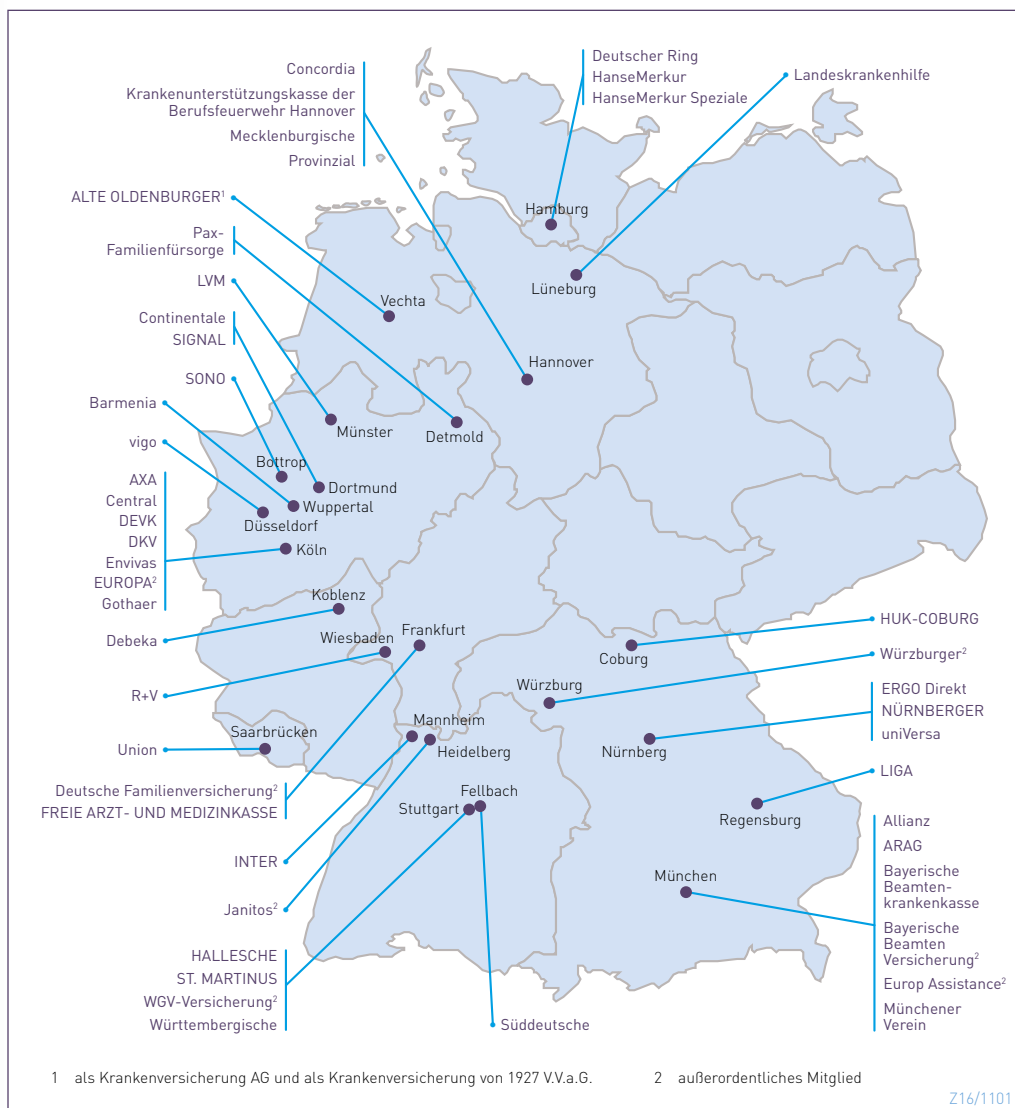 Concordia
Krankenunterstützungskasse der
Berufsfeuerwehr Hannover
Mecklenburgische
Provinzial
Deutscher Ring
HanseMerkur
HanseMerkur Speziale
Landeskrankenhilfe
ALTE OLDENBURGER¹
Pax-
Familienfürsorge
LVM
Continentale
SIGNAL
SONO
Barmenia
vigo
AXA
Central
DEVK
DKV
Envivas
EUROPA²
Gothaer
Debeka
R+V
Union
Deutsche Familienversicherung²
FREIE ARZT- UND MEDIZINKASSE
INTER
Janitos²
HALLESCHE
ST. MARTINUS
WGV-Versicherung²
Württembergische
Süddeutsche
Hamburg
Lüneburg
Vechta
Hannover
Münster
Detmold
Bottrop
Dortmund
Wuppertal
Düsseldorf
Köln
Koblenz
Wiesbaden
Frankfurt
Coburg
Würzburg
Saarbrücken
Mannheim
Heidelberg
Nürnberg
Fellbach
Stuttgart
Regensburg
München
HUK-COBURG
Würzburger²
ERGO Direkt
NÜRNBERGER
uniVersa
LIGA
Allianz
ARAG
Bayerische
Beamten-
krankenkasse
Bayerische
Beamten
Versicherung²
Europ Assistance²
Münchener
Verein
1 als Krankenversicherung AG und als Krankenversicherung von 1927 V.V.a.G.
2 außerordentliches Mitglied
Z16/1101